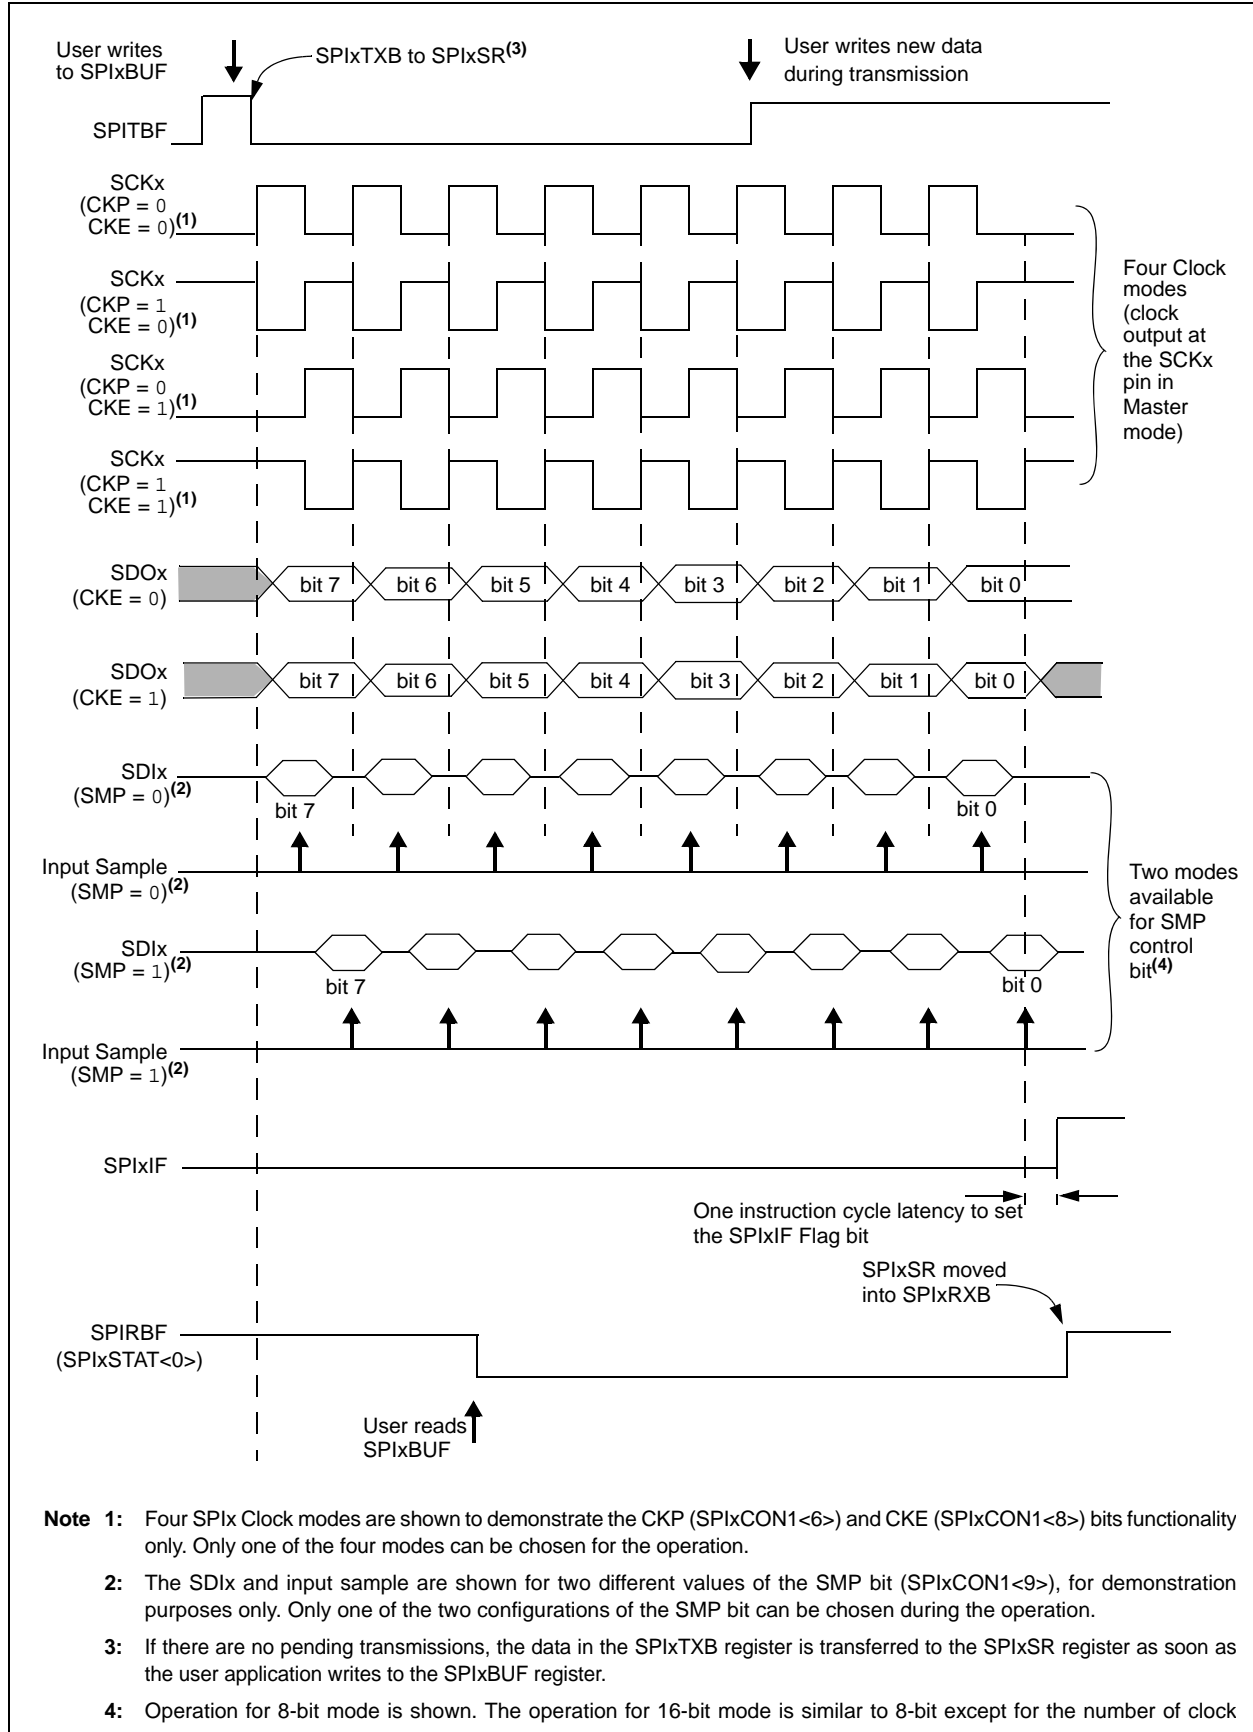 User writes
to SPIxBUF
SPIxTXB to SPIxSR(3)
User writes new data
during transmission
SPITBF
SCKx
(CKP = 0
CKE = 0)(1)
SCKx
(CKP = 1
CKE = 0)(1)
SCKx
(CKP = 0
CKE = 1)(1)
SCKx
(CKP = 1
CKE = 1)(1)
Four Clock
modes
(clock
output at
the SCKx
pin in
Master
mode)
SDOx
(CKE = 0)
bit 7 bit 6 bit 5 bit 4 bit 3 bit 2 bit 1 bit 0
SDOx
(CKE = 1)
bit 7 bit 6 bit 5 bit 4 bit 3 bit 2 bit 1 bit 0
SDIx
(SMP = 0)(2)
bit 7 bit 0
Input Sample
(SMP = 0)(2)
SDIx
(SMP = 1)(2)
bit 7 bit 0
Input Sample
(SMP = 1)(2)
Two modes
available
for SMP
control
bit(4)
SPIxIF
One instruction cycle latency to set
the SPIxIF Flag bit
SPIxSR moved
into SPIxRXB
SPIRBF
(SPIxSTAT<0>)
User reads
SPIxBUF
Note 1: Four SPIx Clock modes are shown to demonstrate the CKP (SPIxCON1<6>) and CKE (SPIxCON1<8>) bits functionality
only. Only one of the four modes can be chosen for the operation.
2: The SDIx and input sample are shown for two different values of the SMP bit (SPIxCON1<9>), for demonstration
purposes only. Only one of the two configurations of the SMP bit can be chosen during the operation.
3: If there are no pending transmissions, the data in the SPIxTXB register is transferred to the SPIxSR register as soon as
the user application writes to the SPIxBUF register.
4: Operation for 8-bit mode is shown. The operation for 16-bit mode is similar to 8-bit except for the number of clock